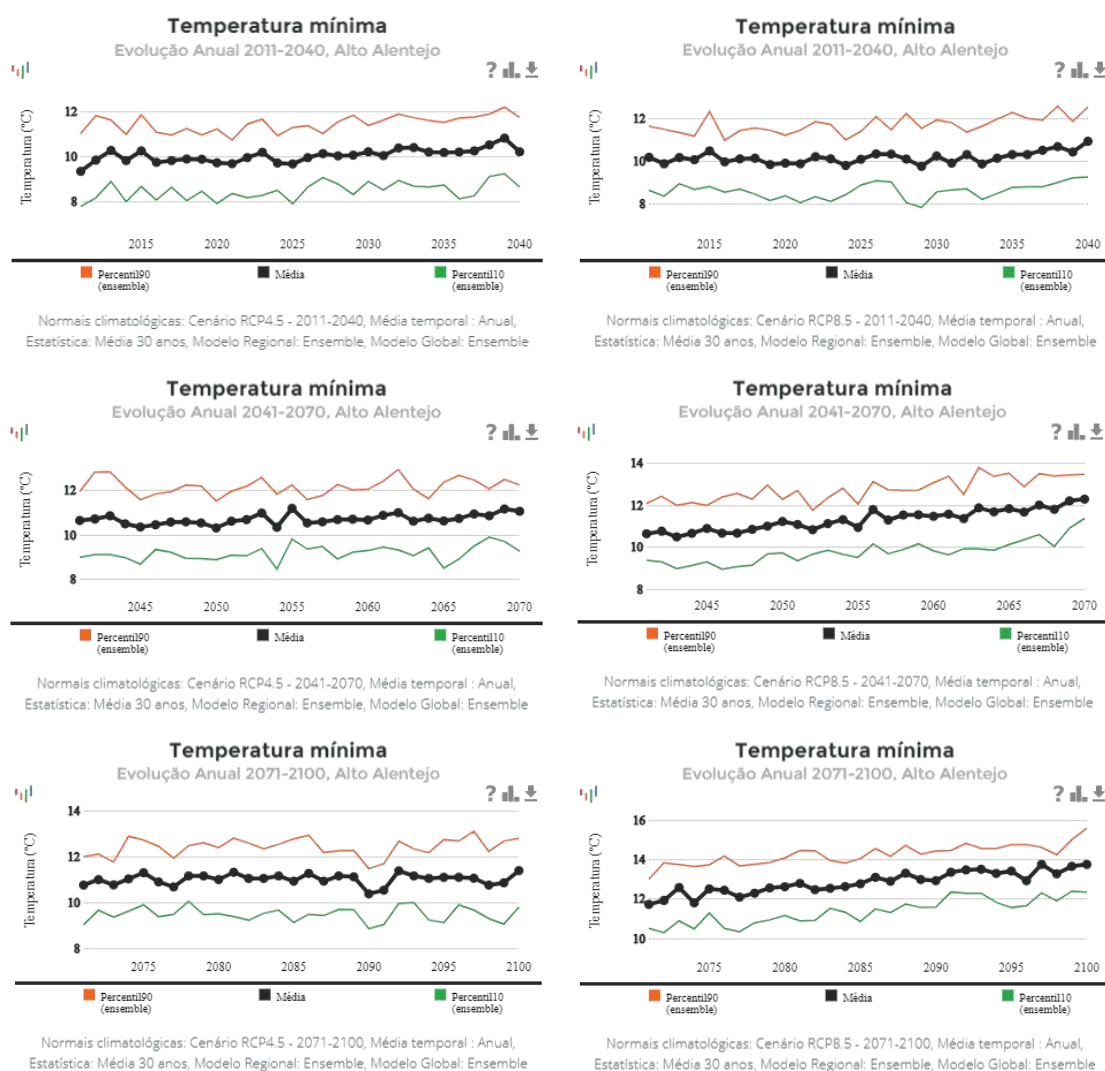 Temperatura mínima
Evolução Anual 2011-2040, Alto Alentejo
?
Temperatura (°C)
12
10
8
2015
2020
2025
2030
2035
2040
Percentil90
(ensemble)
Média
Percentil10
(ensemble)
Normais climatológicas: Cenário RCP4.5 - 2011-2040, Média temporal : Anual,
Estatística: Média 30 anos, Modelo Regional: Ensemble, Modelo Global: Ensemble
Temperatura mínima
Evolução Anual 2011-2040, Alto Alentejo
?
Temperatura (°C)
12
10
8
2015
2020
2025
2030
2035
2040
Percentil90
(ensemble)
Média
Percentil10
(ensemble)
Normais climatológicas: Cenário RCP8.5 - 2011-2040, Média temporal : Anual,
Estatística: Média 30 anos, Modelo Regional: Ensemble, Modelo Global: Ensemble
Temperatura mínima
Evolução Anual 2041-2070, Alto Alentejo
?
Temperatura (°C)
12
10
8
2045
2050
2055
2060
2065
2070
Percentil90
(ensemble)
Média
Percentil10
(ensemble)
Normais climatológicas: Cenário RCP4.5 - 2041-2070, Média temporal : Anual,
Estatística: Média 30 anos, Modelo Regional: Ensemble, Modelo Global: Ensemble
Temperatura mínima
Evolução Anual 2041-2070, Alto Alentejo
?
Temperatura (°C)
14
12
10
8
2045
2050
2055
2060
2065
2070
Percentil90
(ensemble)
Média
Percentil10
(ensemble)
Normais climatológicas: Cenário RCP8.5 - 2041-2070, Média temporal : Anual,
Estatística: Média 30 anos, Modelo Regional: Ensemble, Modelo Global: Ensemble
Temperatura mínima
Evolução Anual 2071-2100, Alto Alentejo
?
Temperatura (°C)
14
12
10
8
2075
2080
2085
2090
2095
2100
Percentil90
(ensemble)
Média
Percentil10
(ensemble)
Normais climatológicas: Cenário RCP4.5 - 2071-2100, Média temporal : Anual,
Estatística: Média 30 anos, Modelo Regional: Ensemble, Modelo Global: Ensemble
Temperatura mínima
Evolução Anual 2071-2100, Alto Alentejo
?
Temperatura (°C)
16
14
12
10
2075
2080
2085
2090
2095
2100
Percentil90
(ensemble)
Média
Percentil10
(ensemble)
Normais climatológicas: Cenário RCP8.5 - 2071-2100, Média temporal : Anual,
Estatística: Média 30 anos, Modelo Regional: Ensemble, Modelo Global: Ensemble